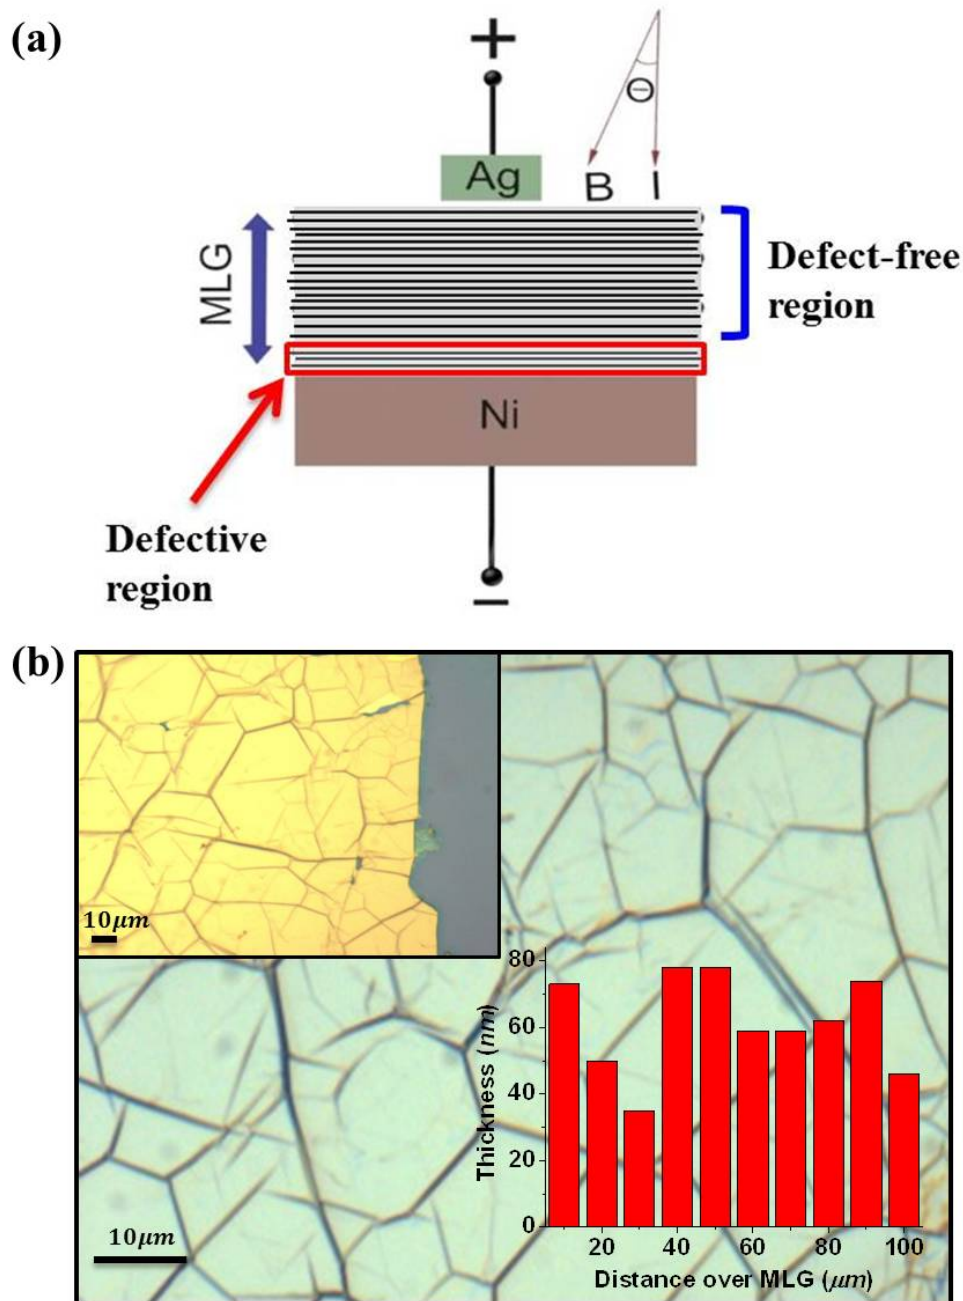 (a)
+
Ag
Θ
B I
MLG
Defect-free
region
Ni
Defective
region
−
(b)
10μm
10μm
Thickness (nm)
80
60
40
20
0
20 40 60 80 100
Distance over MLG (μm)